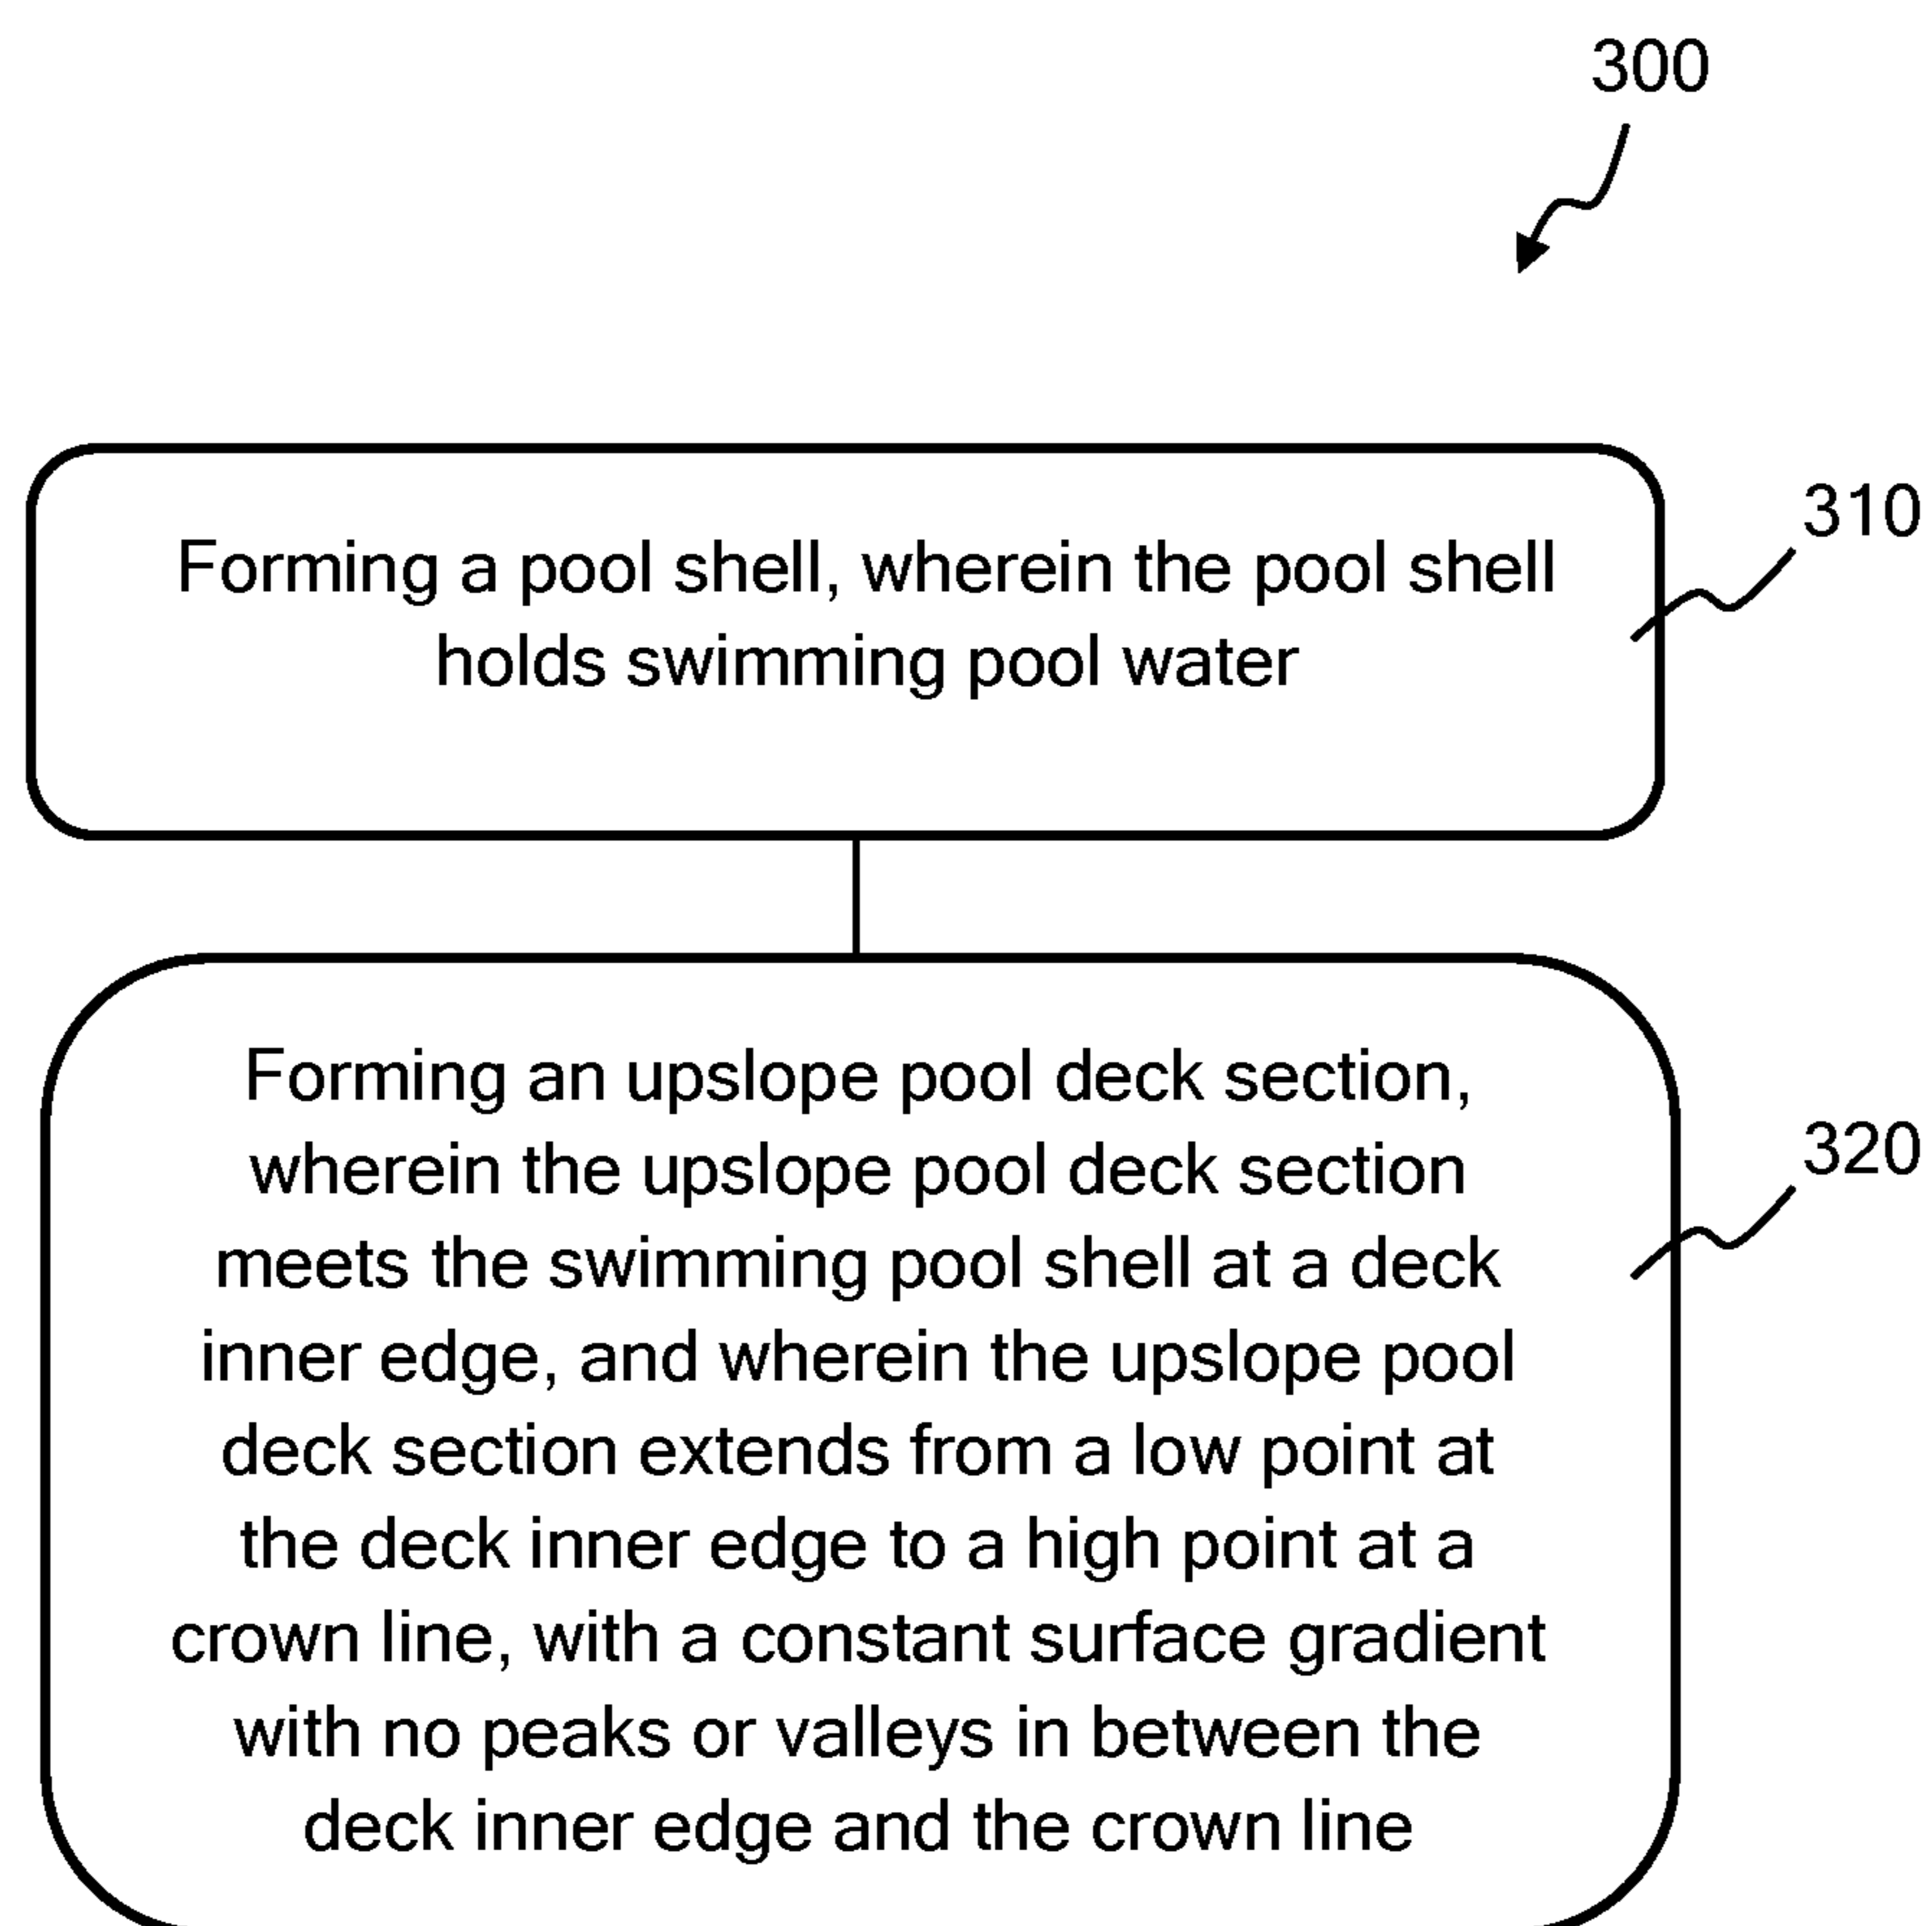 300
310
Forming a pool shell, wherein the pool shell
holds swimming pool water
320
Forming an upslope pool deck section,
wherein the upslope pool deck section
meets the swimming pool shell at a deck
inner edge, and wherein the upslope pool
deck section extends from a low point at
the deck inner edge to a high point at a
crown line, with a constant surface gradient
with no peaks or valleys in between the
deck inner edge and the crown line